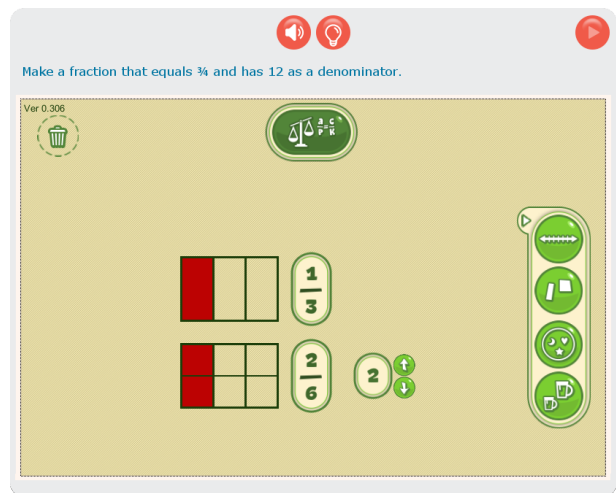 Make a fraction that equals ¾ and has 12 as a denominator.
Ver 0.306
a/P = c/K
1
3
2
6
2